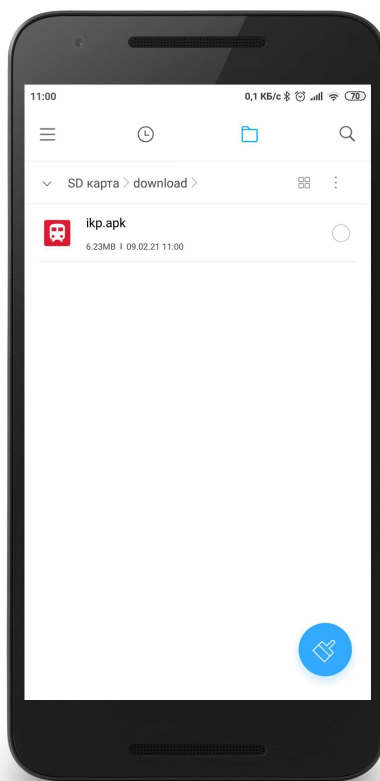 11:00
0,1 КБ/с
70
SD карта > download >
ikp.apk
6.23MB | 09.02.21 11:00